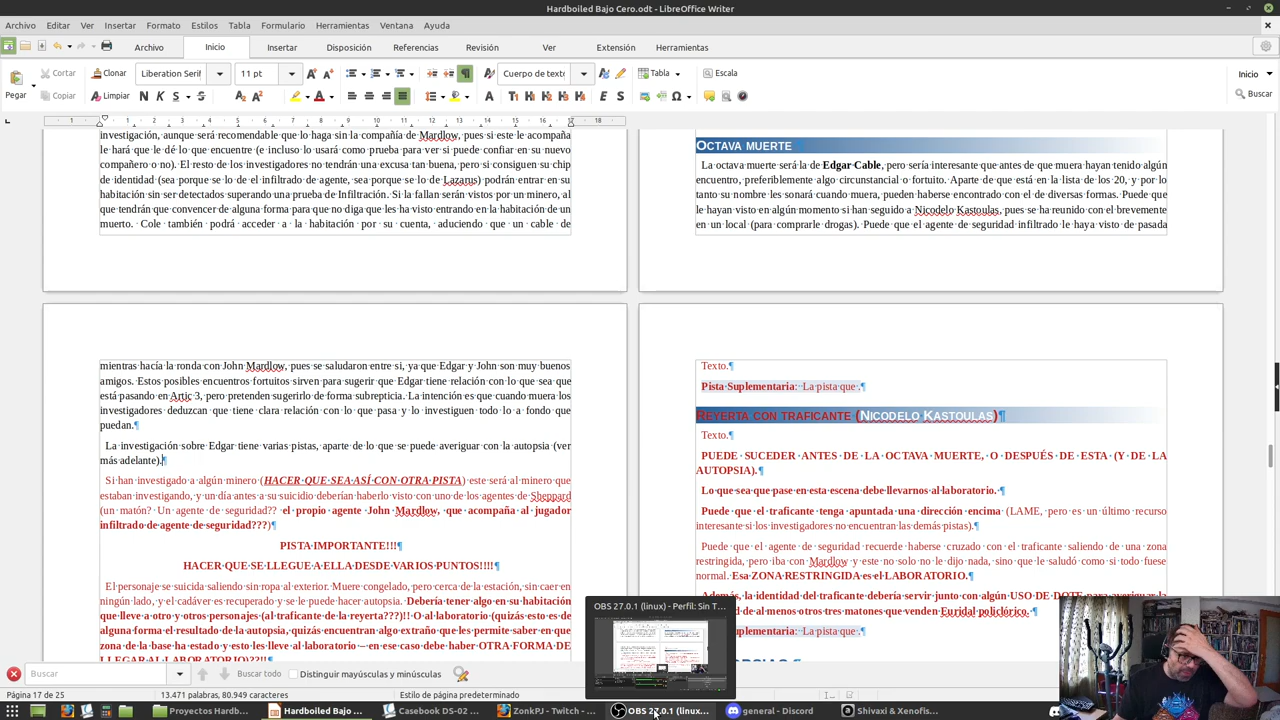 Hardboiled Bajo Cero.odt - LibreOffice Writer
Archivo Editar Ver Insertar Formato Estilos Tabla Formulario Herramientas Ventana Ayuda
Archivo Inicio Insertar Disposición Referencias Revisión Ver Extensión Herramientas
Pegar Cortar Clonar Liberation Serif 11 pt Cuerpo de texto Tabla Escala Inicio
Copiar Limpiar Buscar
investigación, aunque será recomendable que lo haga sin la compañía de Mardlow, pues si este le acompaña
le hará que le dé lo que encuentre (e incluso lo usará como prueba para ver si puede confiar en su nuevo
compañero o no). El resto de los investigadores no tendrán una excusa tan buena, pero si consiguen su chip
de identidad (sea porque se lo de el infiltrado de agente, sea porque se lo de Lazarus) podrán entrar en su
habitación sin ser detectados superando una prueba de Infiltración. Si la fallan serán vistos por un minero, al
que tendrán que convencer de alguna forma para que no diga que les ha visto entrando en la habitación de
muerto. Cole también podrá acceder a la habitación por su cuenta, aduciendo que un cable de
mientras hacía la ronda con John Mardlow, pues se saludaron entre si, ya que Edgar y John son muy buenos
amigos. Estos posibles encuentros fortuitos sirven para sugerir que Edgar tiene relación con lo que sea que
está pasando en Artic 3, pero pretenden sugerirlo de forma subrepticia. La intención es que cuando muera los
investigadores deduzcan que tiene clara relación con lo que pasa y lo investiguen todo lo a fondo que
puedan.¶
La investigación sobre Edgar tiene varias pistas, aparte de lo que se puede averiguar con la autopsia (ver
más adelante).¶
Si han investigado a algún minero (HACER QUE SEA ASÍ CON OTRA PISTA) este será al minero que
estaban investigando, y un día antes a su suicidio deberían haberlo visto con uno de los agentes de Sheppard
(un matón? Un agente de seguridad?? el propio agente John Mardlow, que acompaña al jugador
infiltrado de agente de seguridad???)¶
PISTA IMPORTANTE!!!¶
HACER QUE SE LLEGUE A ELLA DESDE VARIOS PUNTOS!!!!¶
El personaje se suicida saliendo sin ropa al exterior. Muere congelado, pero cerca de la estación, sin caer en
ningún lado, y el cadáver es recuperado y se le puede hacer autopsia. Debería tener algo en su habitación
que lleve a otro y otros personajes (al traficante de la reyerta???)!! O al laboratorio (quizás esto es de
alguna forma el resultado de la autopsia, quizás encuentran algo extraño que les permite saber en que
zona de la base ha estado y esto les lleve al laboratorio – en ese caso debe haber OTRA FORMA DE
LLEGAR AL LABORATORIO??!!
Octava muerte
La octava muerte será la de Edgar Cable, pero sería interesante que antes de que muera hayan tenido algún
encuentro, preferiblemente algo circunstancial o fortuito. Aparte de que está en la lista de los 20, y por lo
tanto su nombre les sonará cuando muera, pueden haberse encontrado con el de diversas formas. Puede que
le hayan visto en algún momento si han seguido a Nicodelo Kastoulas, pues se ha reunido con el brevemente
en un local (para comprarle drogas). Puede que el agente de seguridad infiltrado le haya visto de pasada
Texto.¶
Pista Suplementaria: La pista que .¶
Reyerta con traficante (Nicodelo Kastoulas)¶
Texto.¶
PUEDE SUCEDER ANTES DE LA OCTAVA MUERTE, O DESPUÉS DE ESTA (Y DE LA
AUTOPSIA).¶
Lo que sea que pase en esta escena debe llevarnos al laboratorio.¶
Puede que el traficante tenga apuntada una dirección encima (LAME, pero es un último recurso
interesante si los investigadores no encuentran las demás pistas).¶
Puede que el agente de seguridad recuerde haberse cruzado con el traficante saliendo de una zona
restringida, pero iba con Mardlow y este no solo no le dijo nada, sino que le saludó como si todo fuese
normal. Esa ZONA RESTRINGIDA es el LABORATORIO.¶
Además, la identidad del traficante debería servir junto con algún USO DE DOTE
d de al menos otros tres matones que venden Euridal policlórico. ¶
uplementaria: La pista que .¶
OBS 27.0.1 (linux) - Perfil: Sin T...
Buscar Buscar todo Distinguir mayúsculas y minúsculas
Página 17 de 25 13.471 palabras, 80.949 caracteres Estilo de página predeterminado
Proyectos Hardb... Hardboiled Bajo ... Casebook DS-02 ... ZonkPJ - Twitch - ... OBS 27.0.1 (linux... general - Discord Shivaxi & Xenofis...